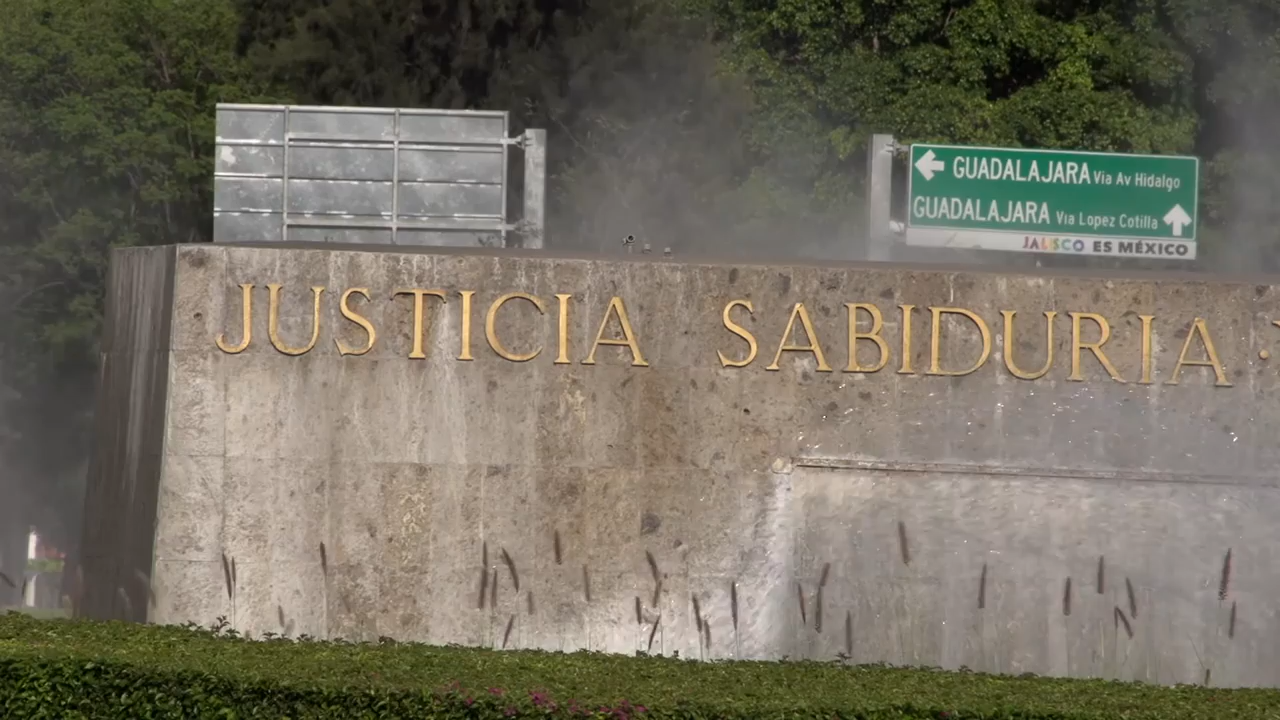 GUADALAJARA Via Av Hidalgo
GUADALAJARA Via Lopez Cotilla
JALISCO ES MÉXICO
JUSTICIA SABIDURIA ·